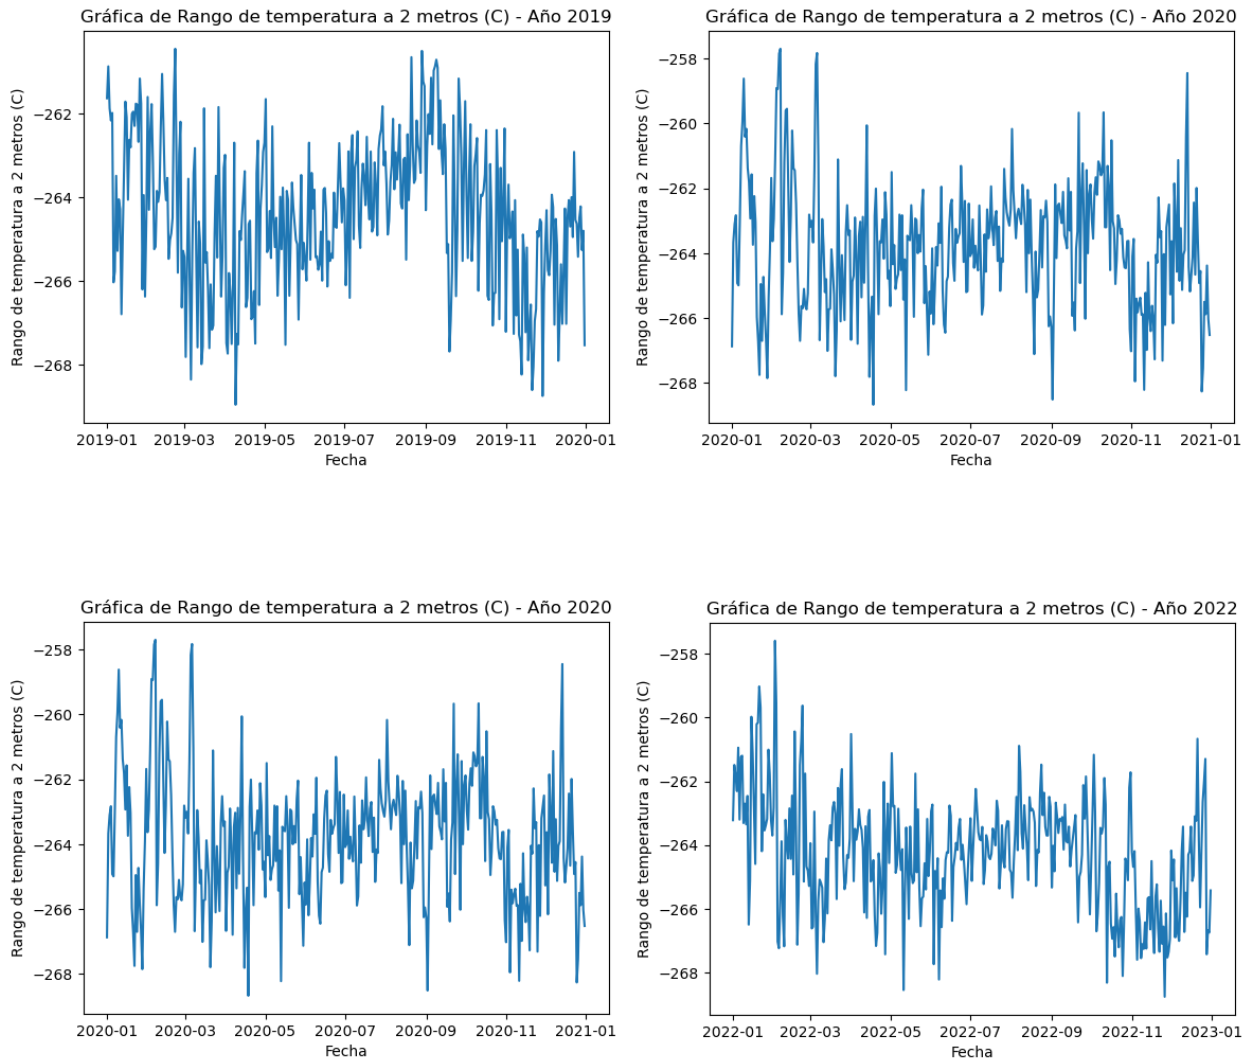 Gráfica de Rango de temperatura a 2 metros (C) - Año 2019
Rango de temperatura a 2 metros (C)
−262
−264
−266
−268
2019-01 2019-03 2019-05 2019-07 2019-09 2019-11 2020-01
Fecha
Gráfica de Rango de temperatura a 2 metros (C) - Año 2020
Rango de temperatura a 2 metros (C)
−258
−260
−262
−264
−266
−268
2020-01 2020-03 2020-05 2020-07 2020-09 2020-11 2021-01
Fecha
Gráfica de Rango de temperatura a 2 metros (C) - Año 2020
Rango de temperatura a 2 metros (C)
−258
−260
−262
−264
−266
−268
2020-01 2020-03 2020-05 2020-07 2020-09 2020-11 2021-01
Fecha
Gráfica de Rango de temperatura a 2 metros (C) - Año 2022
Rango de temperatura a 2 metros (C)
−258
−260
−262
−264
−266
−268
2022-01 2022-03 2022-05 2022-07 2022-09 2022-11 2023-01
Fecha